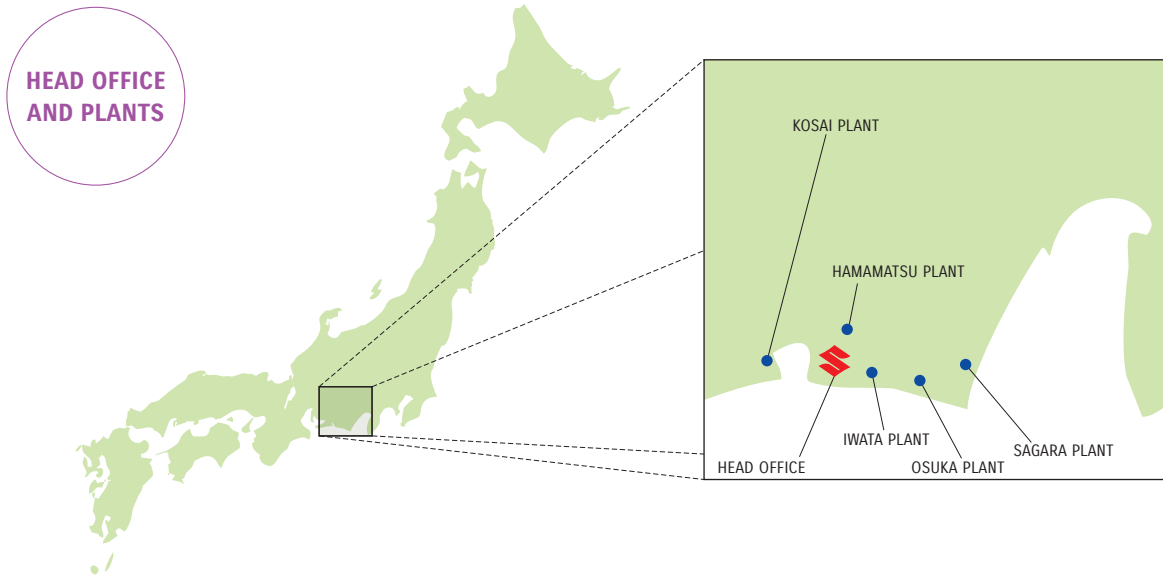 HEAD OFFICE
AND PLANTS
KOSAI PLANT
HAMAMATSU PLANT
IWATA PLANT
SAGARA PLANT
HEAD OFFICE
OSUKA PLANT